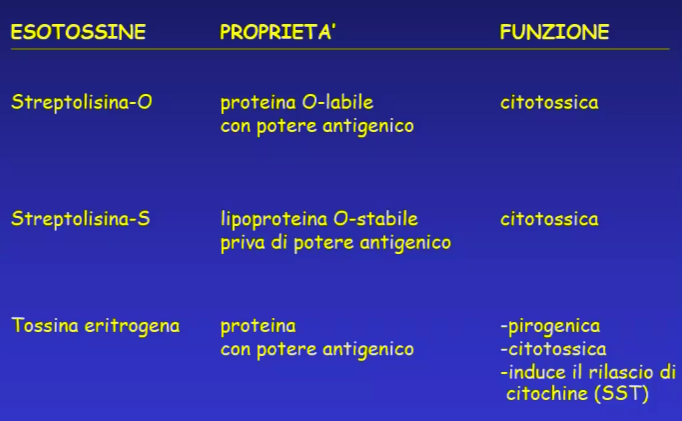 ESOTOSSINE PROPRIETA' FUNZIONE
Streptolisina-O proteina O-labile citotossica
con potere antigenico
Streptolisina-S lipoproteina O-stabile citotossica
priva di potere antigenico
Tossina eritrogena proteina -pirogenica
con potere antigenico -citotossica
-induce il rilascio di
citochine (SST)